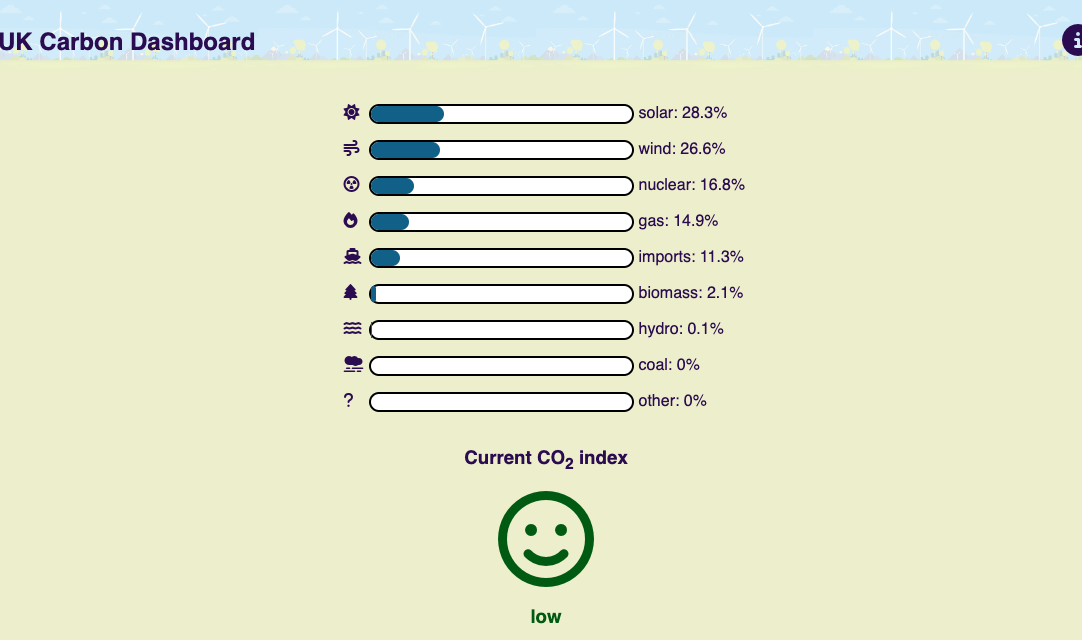 UK Carbon Dashboard
i
solar: 28.3%
wind: 26.6%
nuclear: 16.8%
gas: 14.9%
imports: 11.3%
biomass: 2.1%
hydro: 0.1%
coal: 0%
? other: 0%
Current CO₂ index
low